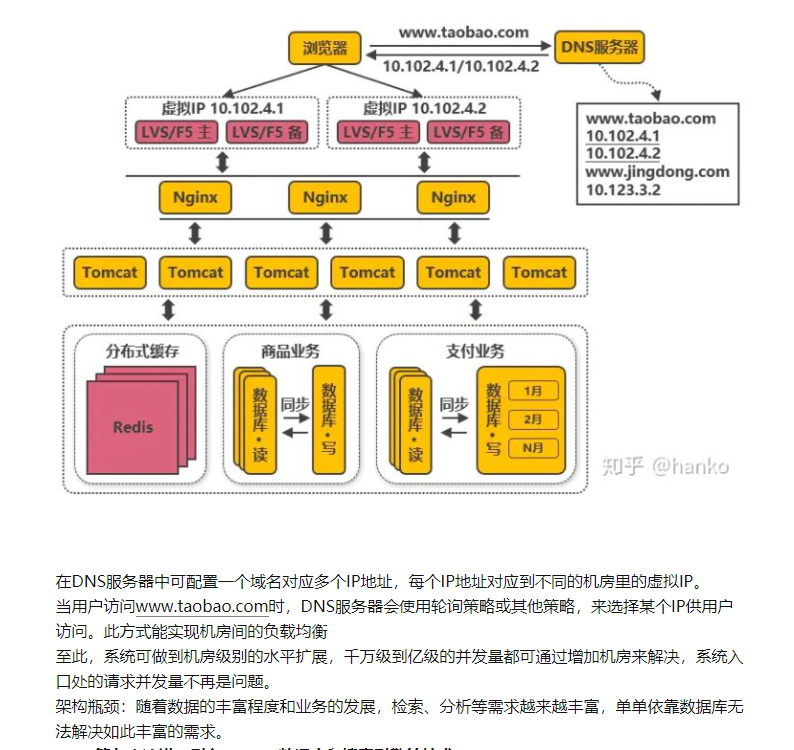 www.taobao.com
浏览器
DNS服务器
10.102.4.1/10.102.4.2
虚拟IP 10.102.4.1
虚拟IP 10.102.4.2
LVS/F5 主
LVS/F5 备
LVS/F5 主
LVS/F5 备
www.taobao.com
10.102.4.1
10.102.4.2
www.jingdong.com
10.123.3.2
Nginx
Nginx
Nginx
Tomcat
Tomcat
Tomcat
Tomcat
Tomcat
Tomcat
分布式缓存
Redis
商品业务
数据库·读
同步
数据库·写
支付业务
数据库·读
同步
数据库·写
1月
2月
N月
知乎 @hanko
在DNS服务器中可配置一个域名对应多个IP地址，每个IP地址对应到不同的机房里的虚拟IP。
当用户访问www.taobao.com时，DNS服务器会使用轮询策略或其他策略，来选择某个IP供用户
访问。此方式能实现机房间的负载均衡
至此，系统可做到机房级别的水平扩展，千万级到亿级的并发量都可通过增加机房来解决，系统入
口处的请求并发量不再是问题。
架构瓶颈：随着数据的丰富程度和业务的发展，检索、分析等需求越来越丰富，单单依靠数据库无
法解决如此丰富的需求。